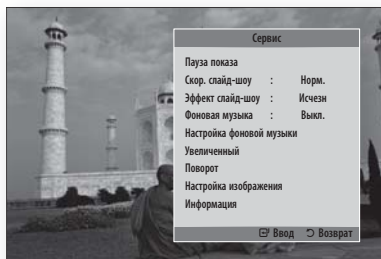 Сервис
Пауза показа
Скор. слайд-шоу : Норм.
Эффект слайд-шоу : Исчезн
Фоновая музыка : Выкл.
Настройка фоновой музыки
Увеличенный
Поворот
Настройка изображения
Информация
Ввод Возврат